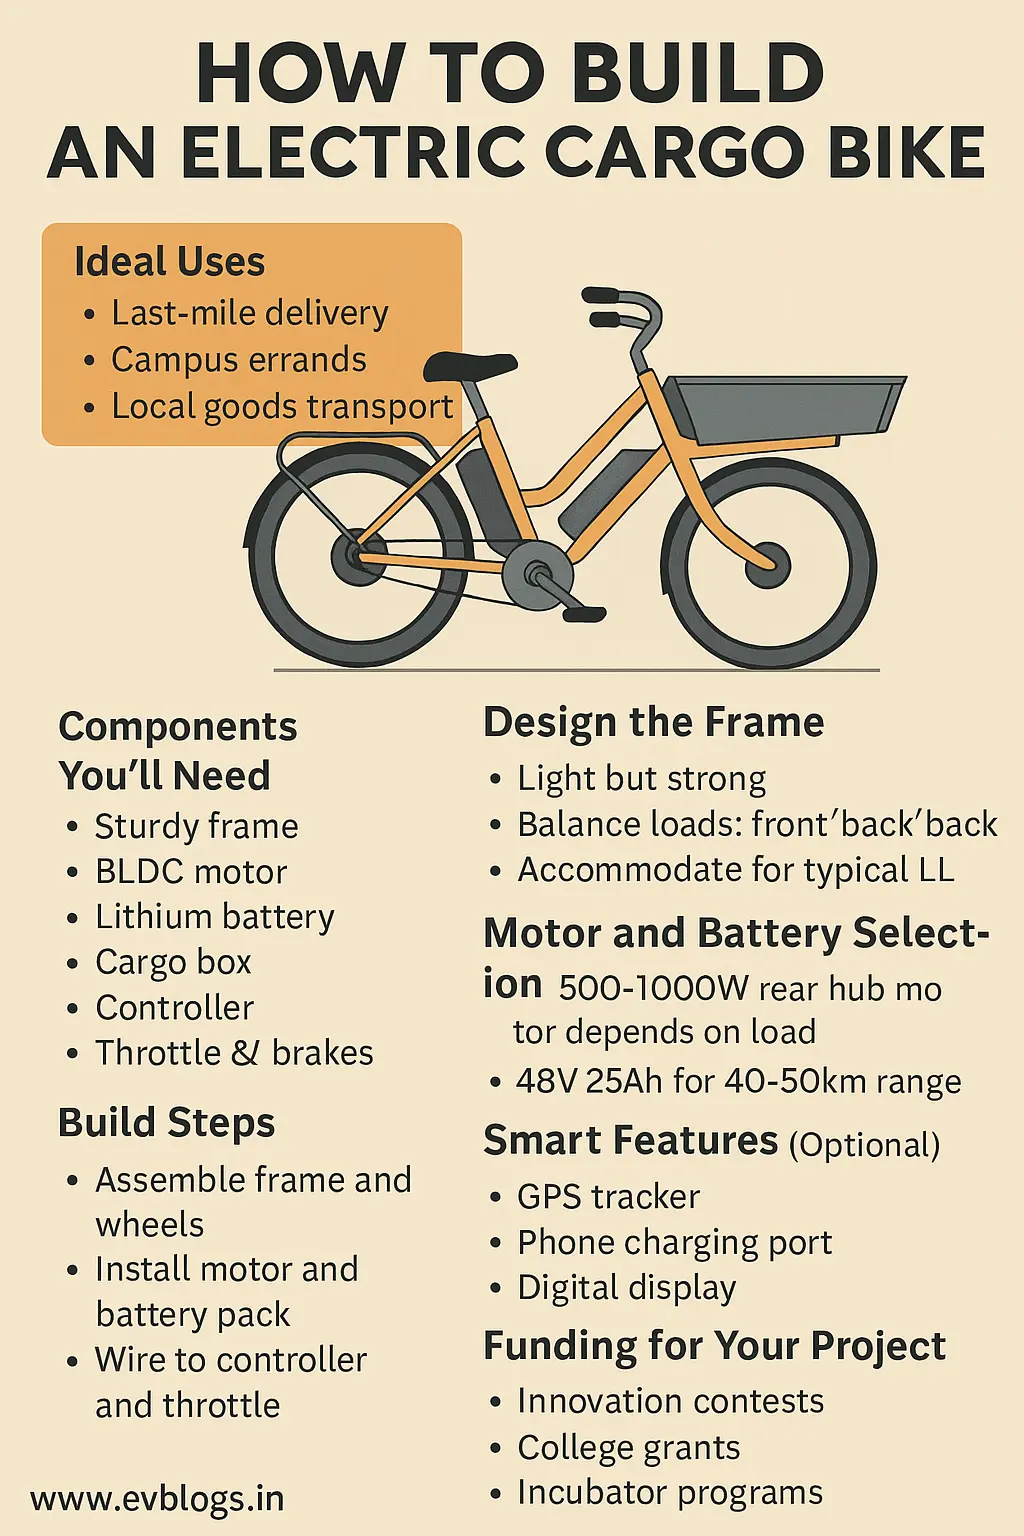 HOW TO BUILD
AN ELECTRIC CARGO BIKE
Ideal Uses
• Last-mile delivery
• Campus errands
• Local goods transport
Components
You’ll Need
• Sturdy frame
• BLDC motor
• Lithium battery
• Cargo box
• Controller
• Throttle & brakes
Build Steps
• Assemble frame and
wheels
• Install motor and
battery pack
• Wire to controller
and throttle
Design the Frame
• Light but strong
• Balance loads: front′back′back
• Accommodate for typical LL
Motor and Battery Select-
ion 500-1000W rear hub mo
tor depends on load
• 48V 25Ah for 40-50km range
Smart Features (Optional)
• GPS tracker
• Phone charging port
• Digital display
Funding for Your Project
• Innovation contests
• College grants
• Incubator programs
www.evblogs.in